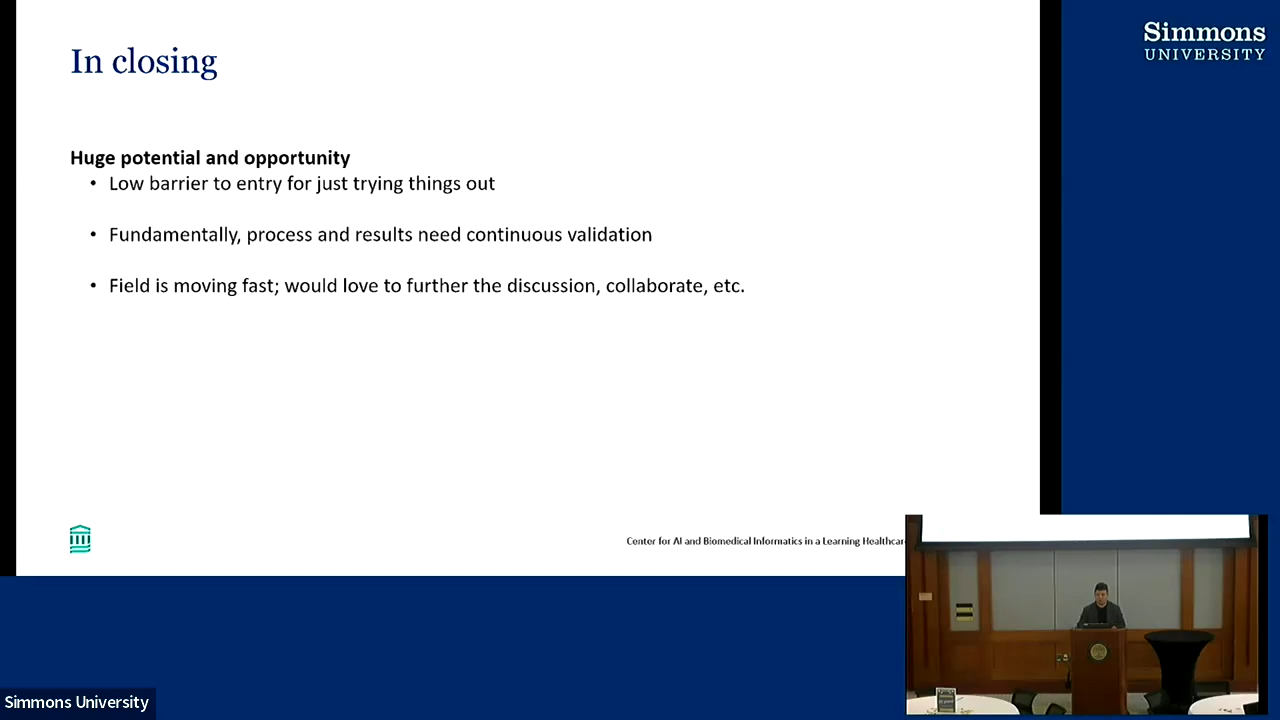 In closing
Simmons
UNIVERSITY
Huge potential and opportunity
• Low barrier to entry for just trying things out
• Fundamentally, process and results need continuous validation
• Field is moving fast; would love to further the discussion, collaborate, etc.
Center for AI and Biomedical Informatics in a Learning
Simmons University